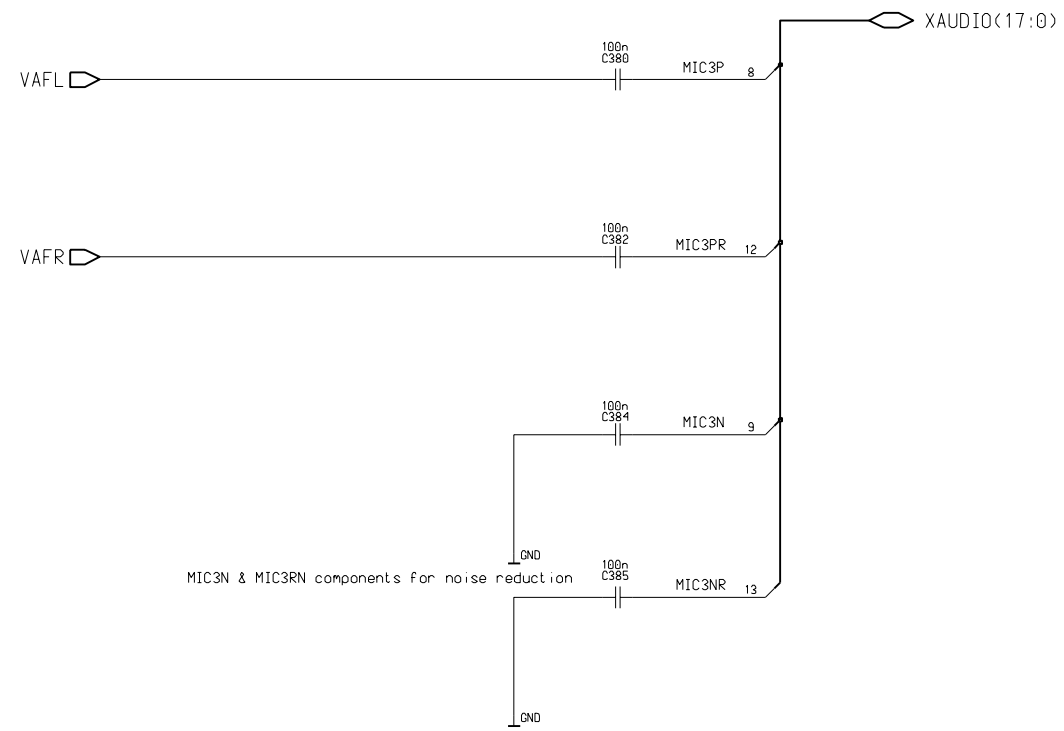 XAUDIO(17:0)
100n
C380
MIC3P
8
VAFL
100n
C382
MIC3PR
12
VAFR
100n
C384
MIC3N
9
GND
MIC3N & MIC3RN components for noise reduction
100n
C385
MIC3NR
13
GND